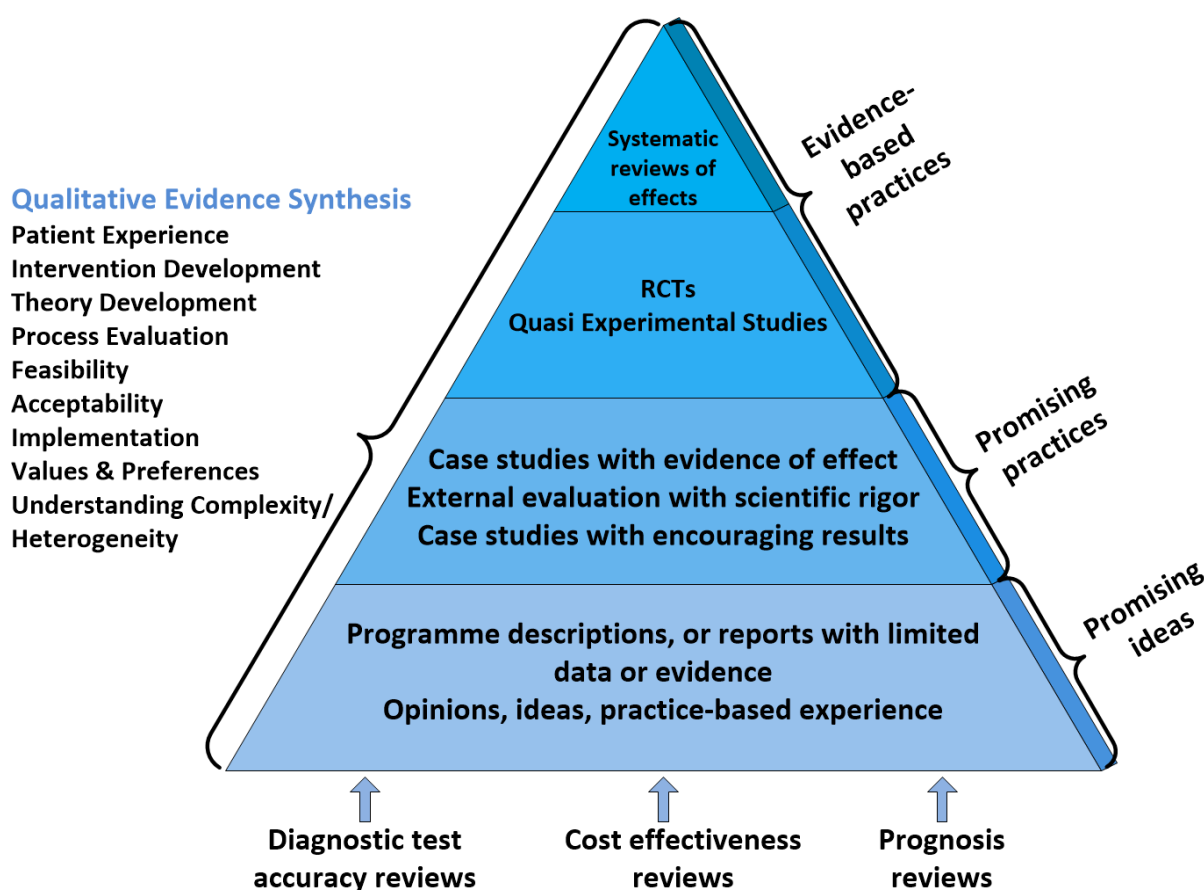 Qualitative Evidence Synthesis
Patient Experience
Intervention Development
Theory Development
Process Evaluation
Feasibility
Acceptability
Implementation
Values & Preferences
Understanding Complexity/
Heterogeneity
Systematic
reviews of
effects
RCTs
Quasi Experimental Studies
Case studies with evidence of effect
External evaluation with scientific rigor
Case studies with encouraging results
Programme descriptions, or reports with limited
data or evidence
Opinions, ideas, practice-based experience
Evidence-
based
practices
Promising
practices
Promising
ideas
Diagnostic test
accuracy reviews
Cost effectiveness
reviews
Prognosis
reviews